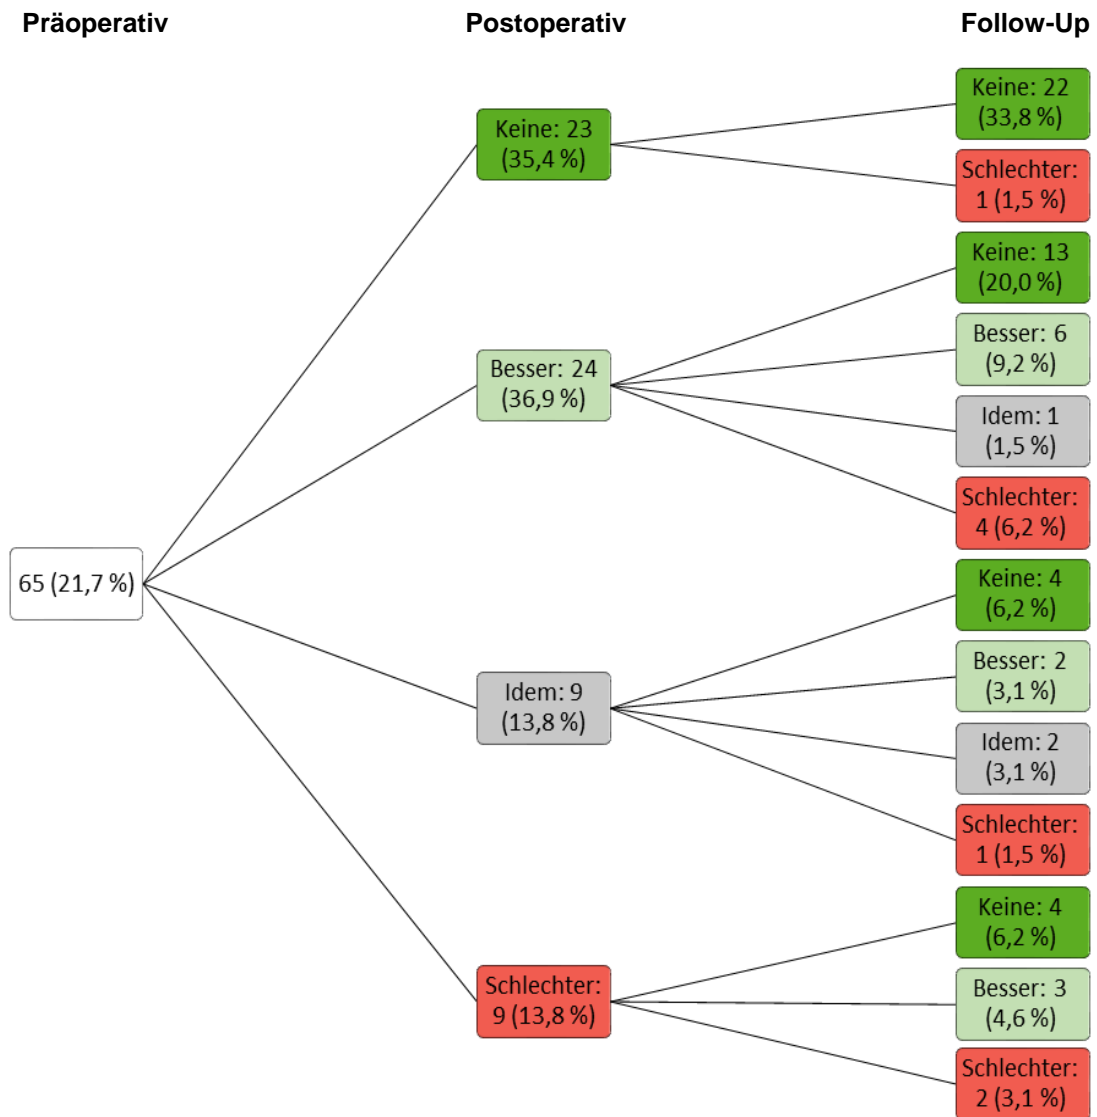 Präoperativ Postoperativ Follow-Up
65 (21,7 %)
Keine: 23
(35,4 %)
Besser: 24
(36,9 %)
Idem: 9
(13,8 %)
Schlechter:
9 (13,8 %)
Keine: 22
(33,8 %)
Schlechter:
1 (1,5 %)
Keine: 13
(20,0 %)
Besser: 6
(9,2 %)
Idem: 1
(1,5 %)
Schlechter:
4 (6,2 %)
Keine: 4
(6,2 %)
Besser: 2
(3,1 %)
Idem: 2
(3,1 %)
Schlechter:
1 (1,5 %)
Keine: 4
(6,2 %)
Besser: 3
(4,6 %)
Schlechter:
2 (3,1 %)